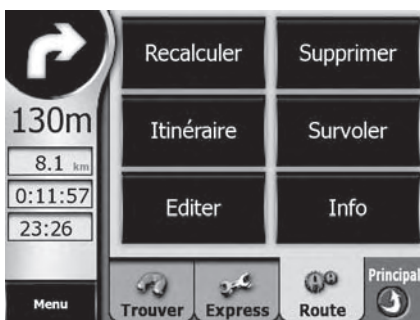 130m
8.1 km
0:11:57
23:26
Menu
Recalculer
Supprimer
Itinéraire
Survoler
Editer
Info
Trouver
Express
Route
Principal